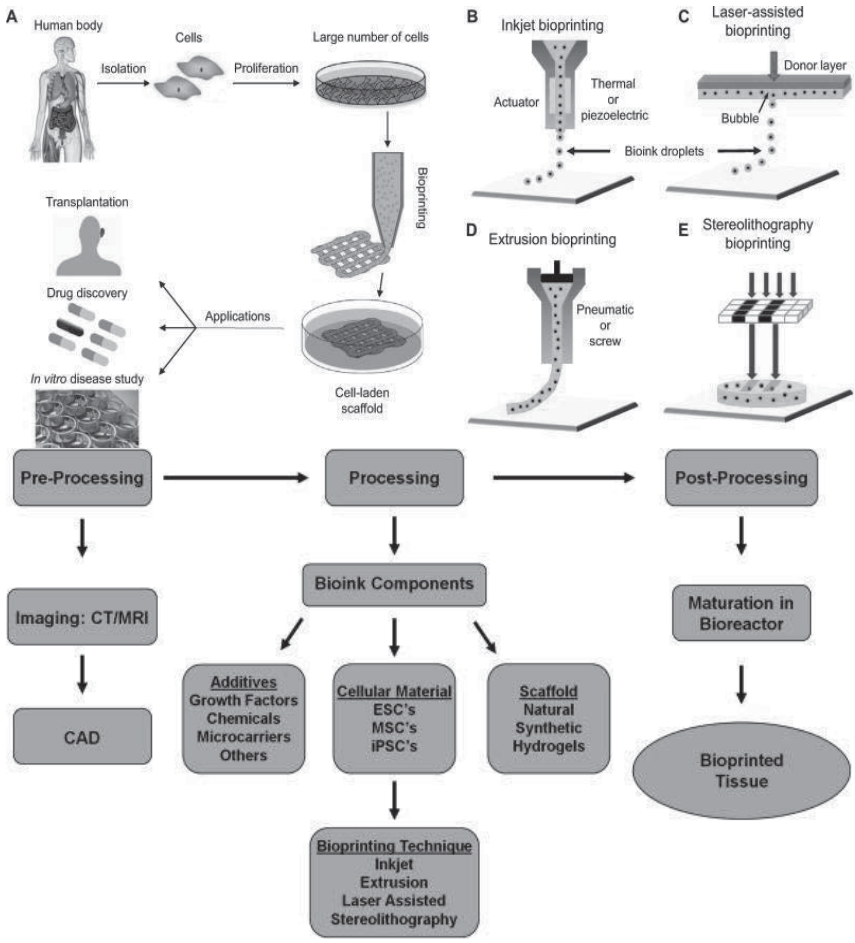 A
Human body
Isolation
Cells
Proliferation
Large number of cells
Bioprinting
Transplantation
Drug discovery
In vitro disease study
Applications
Cell-laden
scaffold
B
Inkjet bioprinting
Actuator
Thermal
or
piezoelectric
Bioink droplets
C
Laser-assisted
bioprinting
Donor layer
Bubble
D
Extrusion bioprinting
Pneumatic
or
screw
E
Stereolithography
bioprinting
Pre-Processing
Processing
Post-Processing
Imaging: CT/MRI
CAD
Bioink Components
Additives
Growth Factors
Chemicals
Microcarriers
Others
Cellular Material
ESC's
MSC's
iPSC's
Scaffold
Natural
Synthetic
Hydrogels
Bioprinting Technique
Inkjet
Extrusion
Laser Assisted
Stereolithography
Maturation in
Bioreactor
Bioprinted
Tissue